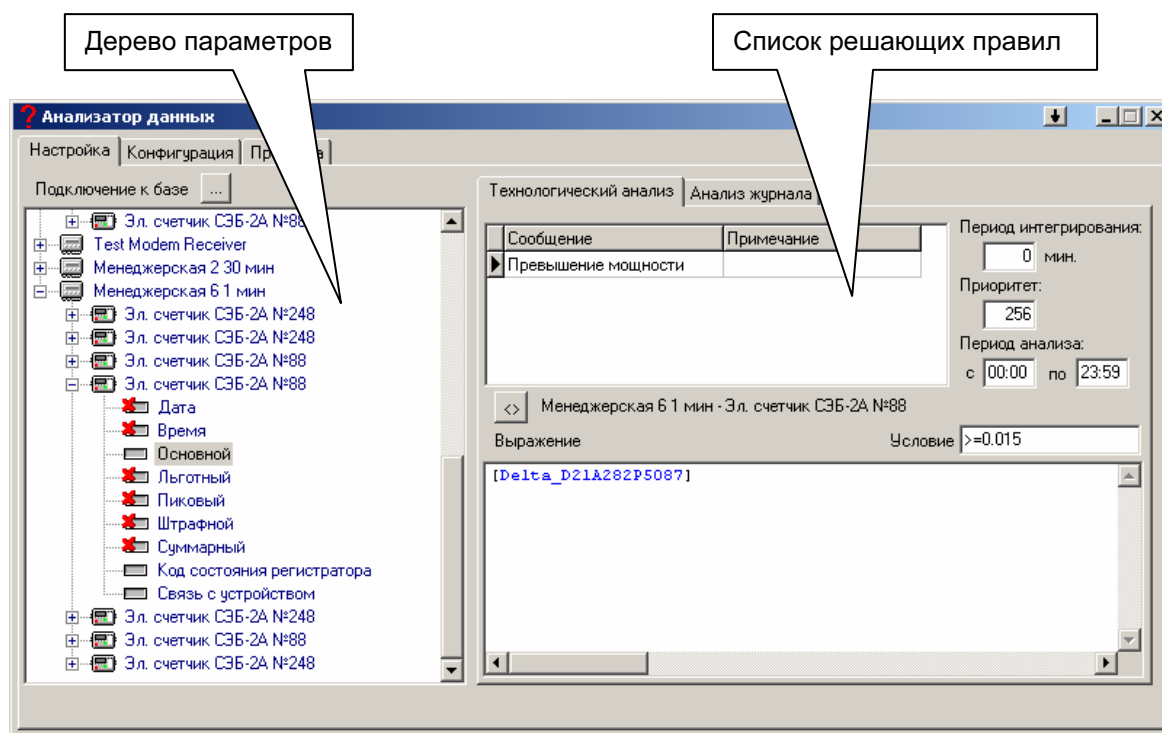 Дерево параметров
Список решающих правил
Анализатор данных
Настройка Конфигурация
Подключение к базе ...
Эл. счетчик СЭБ-2А №88
Test Modem Receiver
Менеджерская 2 30 мин
Менеджерская 6 1 мин
Эл. счетчик СЭБ-2А №248
Эл. счетчик СЭБ-2А №248
Эл. счетчик СЭБ-2А №88
Эл. счетчик СЭБ-2А №88
Дата
Время
Основной
Льготный
Пиковый
Штрафной
Суммарный
Код состояния регистратора
Связь с устройством
Эл. счетчик СЭБ-2А №248
Эл. счетчик СЭБ-2А №88
Эл. счетчик СЭБ-2А №248
Технологический анализ Анализ журнала
Сообщение Примечание
Превышение мощности
Период интегрирования:
0 мин.
Приоритет:
256
Период анализа:
с 00:00 по 23:59
<> Менеджерская 6 1 мин - Эл. счетчик СЭБ-2А №88
Выражение Условие >=0.015
[Delta_D21A282P5087]